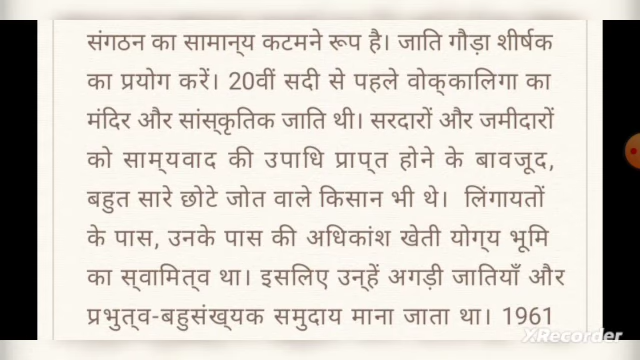 संगठन का सामान्य कटमने रूप है। जाति गौड़ा शीर्षक
का प्रयोग करें। 20वीं सदी से पहले वोक्कालिगा का
मंदिर और सांस्कृतिक जाति थी। सरदारों और जमीदारों
को साम्यवाद की उपाधि प्राप्त होने के बावजूद,
बहुत सारे छोटे जोत वाले किसान भी थे। लिंगायतों
के पास, उनके पास की अधिकांश खेती योग्य भूमि
का स्वामित्व था। इसलिए उन्हें अगड़ी जातियाँ और
प्रभुत्व-बहुसंख्यक समुदाय माना जाता था। 1961
XRecorder